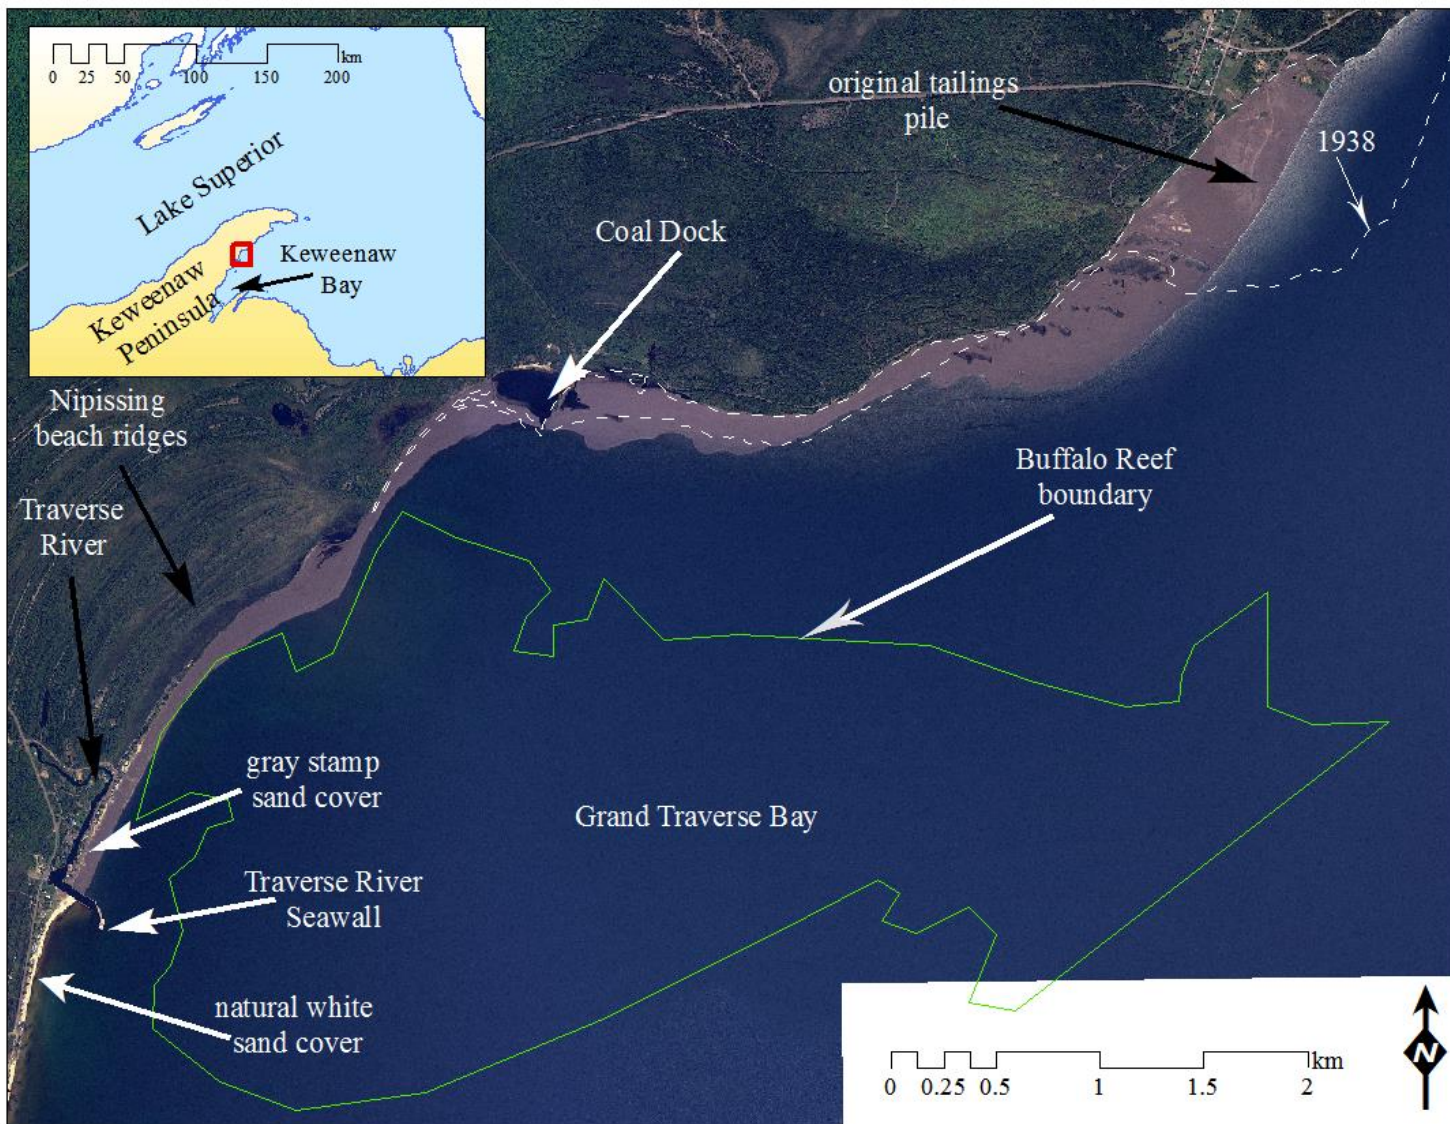 0 25 50 100 150 200
km
Lake Superior
Keweenaw
Bay
Keweenaw
Peninsula
original tailings
pile
1938
Coal Dock
Nipissing
beach ridges
Buffalo Reef
boundary
Traverse
River
gray stamp
sand cover
Grand Traverse Bay
Traverse River
Seawall
natural white
sand cover
km
0 0.25 0.5 1 1.5 2
N